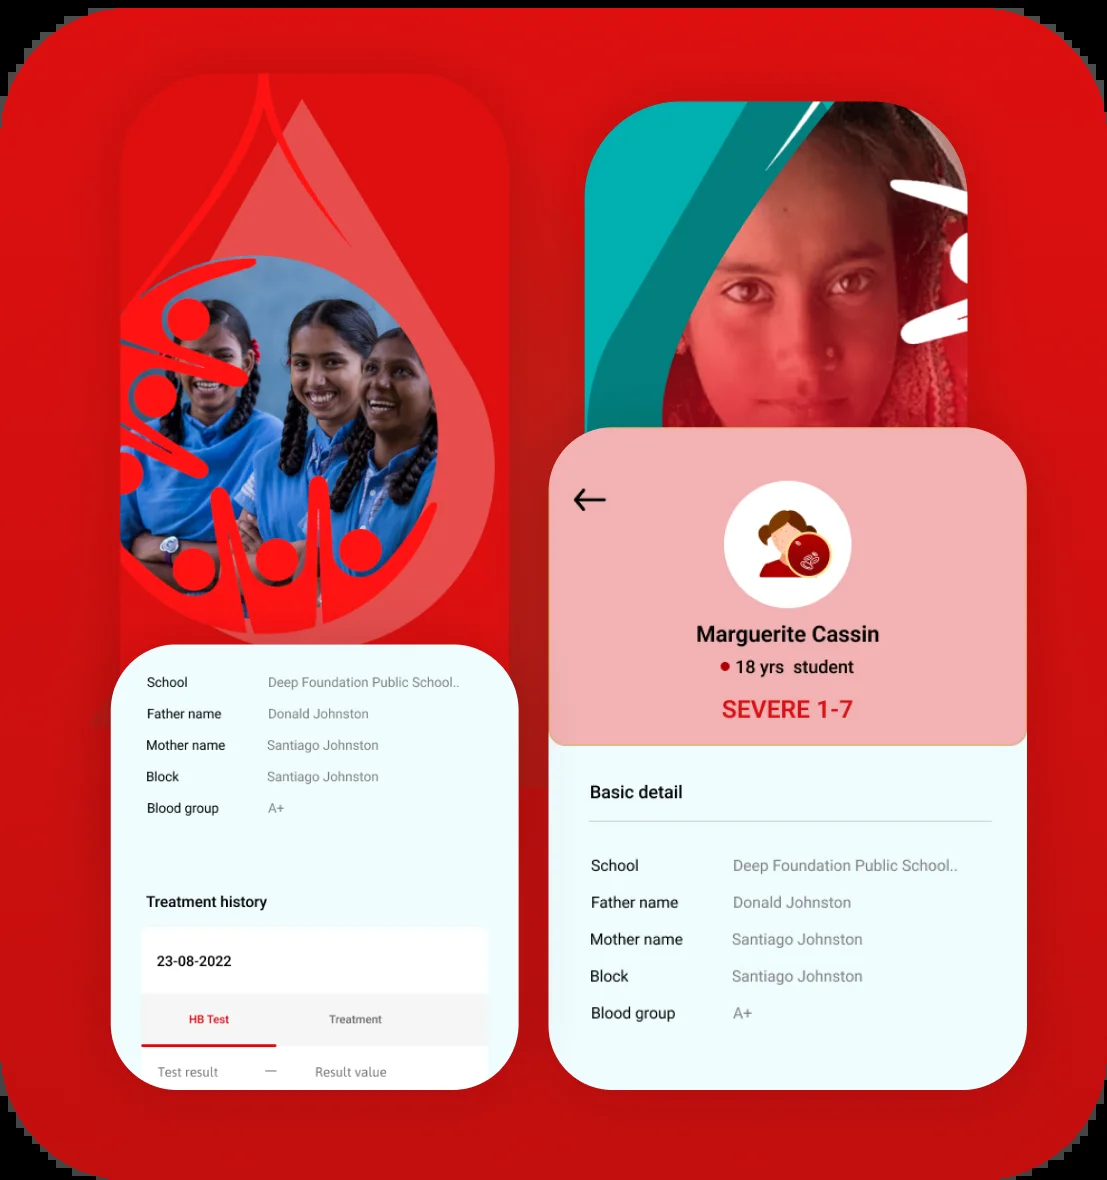 School Deep Foundation Public School..
Father name Donald Johnston
Mother name Santiago Johnston
Block Santiago Johnston
Blood group A+
Treatment history
23-08-2022
HB Test Treatment
Test result — Result value
Marguerite Cassin
18 yrs student
SEVERE 1-7
Basic detail
School Deep Foundation Public School..
Father name Donald Johnston
Mother name Santiago Johnston
Block Santiago Johnston
Blood group A+